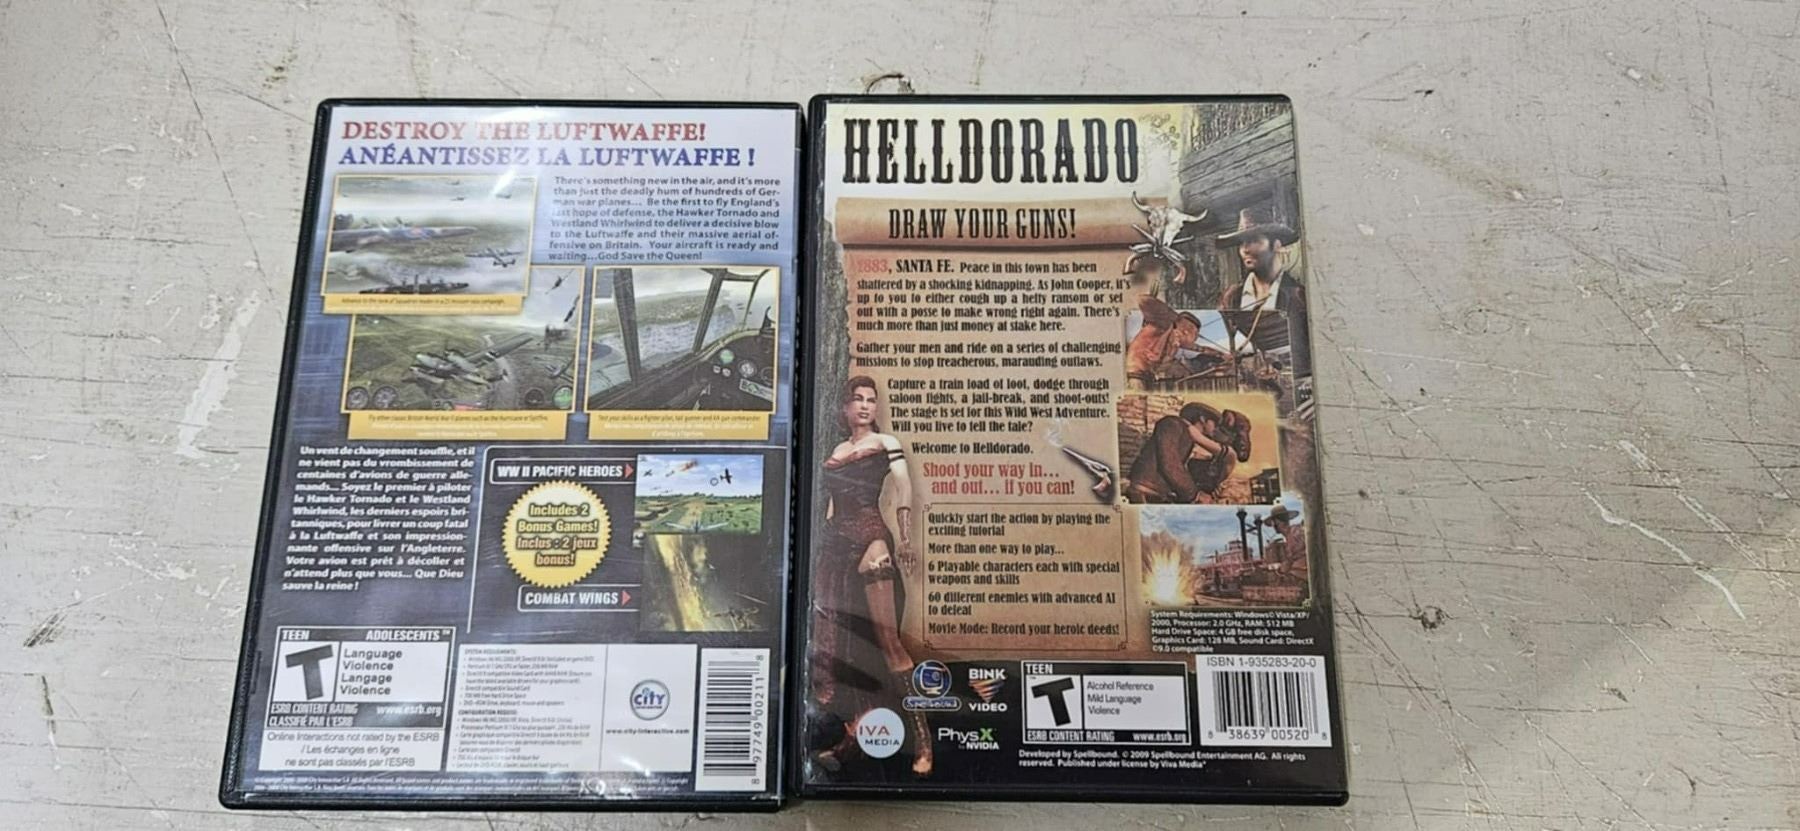 DESTROY THE LUFTWAFFE!
ANÉANTISSEZ LA LUFTWAFFE !
There's something new in the air, and it's more
than just the deadly hum of hundreds of Ger-
man war planes... Be the first to fly England's
last hope of defense, the Hawker Tornado and
Westland Whirlwind to deliver a decisive blow
to the Luftwaffe and their massive aerial of-
fensive on Britain. Your aircraft is ready and
waiting...God Save the Queen!
Un vent de changement souffle, et il
ne vient pas du vrombissement de
centaines d'avions de guerre alle-
mands... Soyez le premier à piloter
le Hawker Tornado et le Westland
Whirlwind, les derniers espoirs bri-
tanniques, pour livrer un coup fatal
à la Luftwaffe et son impression-
nante offensive sur l'Angleterre.
Votre avion est prêt à décoller et
n'attend plus que vous... Que Dieu
sauve la reine !
WW II PACIFIC HEROES
Includes 2
Bonus Games!
Inclus : 2 jeux
bonus!
COMBAT WINGS
TEEN ADOLESCENTS
T
Language
Violence
Langage
Violence
ESRB CONTENT RATING www.esrb.org
CLASSIFIÉ PAR L'ESRB
Online Interactions not rated by the ESRB
/ Les échanges en ligne
ne sont pas classés par l'ESRB
SYSTEM REQUIREMENTS:
CITY
www.city-interactive.com
8 97749 00211 8
HELLDORADO
DRAW YOUR GUNS!
1883, SANTA FE. Peace in this town has been
shattered by a shocking kidnapping. As John Cooper, it's
up to you to either cough up a hefty ransom or set
out with a posse to make wrong right again. There's
much more than just money at stake here.
Gather your men and ride on a series of challenging
missions to stop treacherous, marauding outlaws.
Capture a train load of loot, dodge through
saloon fights, a jail-break, and shoot-outs!
The stage is set for this Wild West Adventure.
Will you live to tell the tale?
Welcome to Helldorado.
Shoot your way in...
and out... if you can!
Quickly start the action by playing the
exciting tutorial
More than one way to play...
6 Playable characters each with special
weapons and skills
60 different enemies with advanced AI
to defeat
Movie Mode: Record your heroic deeds!
System Requirements: Windows© Vista/XP/
2000, Processor: 2.0 GHz, RAM: 512 MB
Hard Drive Space: 4 GB free disk space,
Graphics Card: 128 MB, Sound Card: DirectX
©9.0 compatible
Spellbound
BINK
VIDEO
VIVA
MEDIA
PhysX
by NVIDIA
TEEN
T
Alcohol Reference
Mild Language
Violence
ESRB CONTENT RATING www.esrb.org
ISBN 1-935283-20-0
8 38639 00520 8
Developed by Spellbound. © 2009 Spellbound Entertainment AG. All rights
reserved. Published under license by Viva Media®